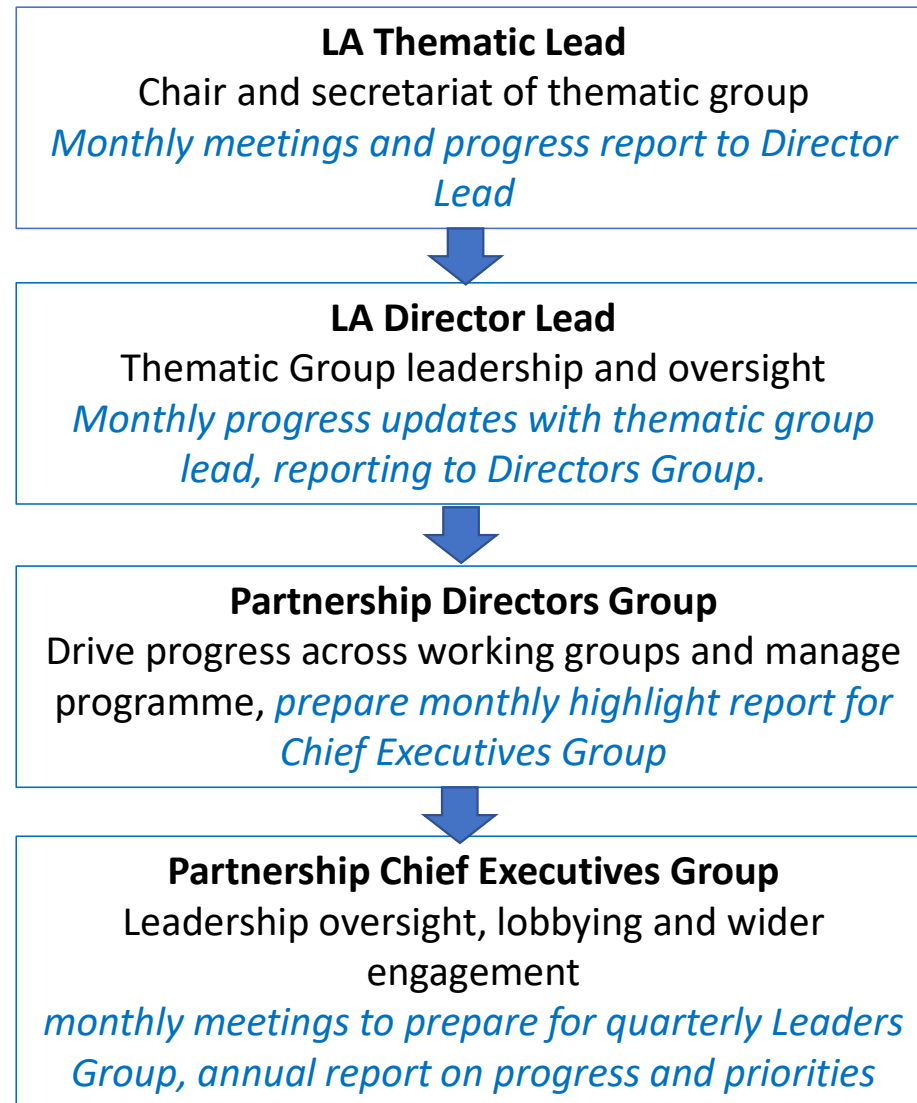 LA Thematic Lead
Chair and secretariat of thematic group
Monthly meetings and progress report to Director
Lead
LA Director Lead
Thematic Group leadership and oversight
Monthly progress updates with thematic group
lead, reporting to Directors Group.
Partnership Directors Group
Drive progress across working groups and manage
programme, prepare monthly highlight report for
Chief Executives Group
Partnership Chief Executives Group
Leadership oversight, lobbying and wider
engagement
monthly meetings to prepare for quarterly Leaders
Group, annual report on progress and priorities